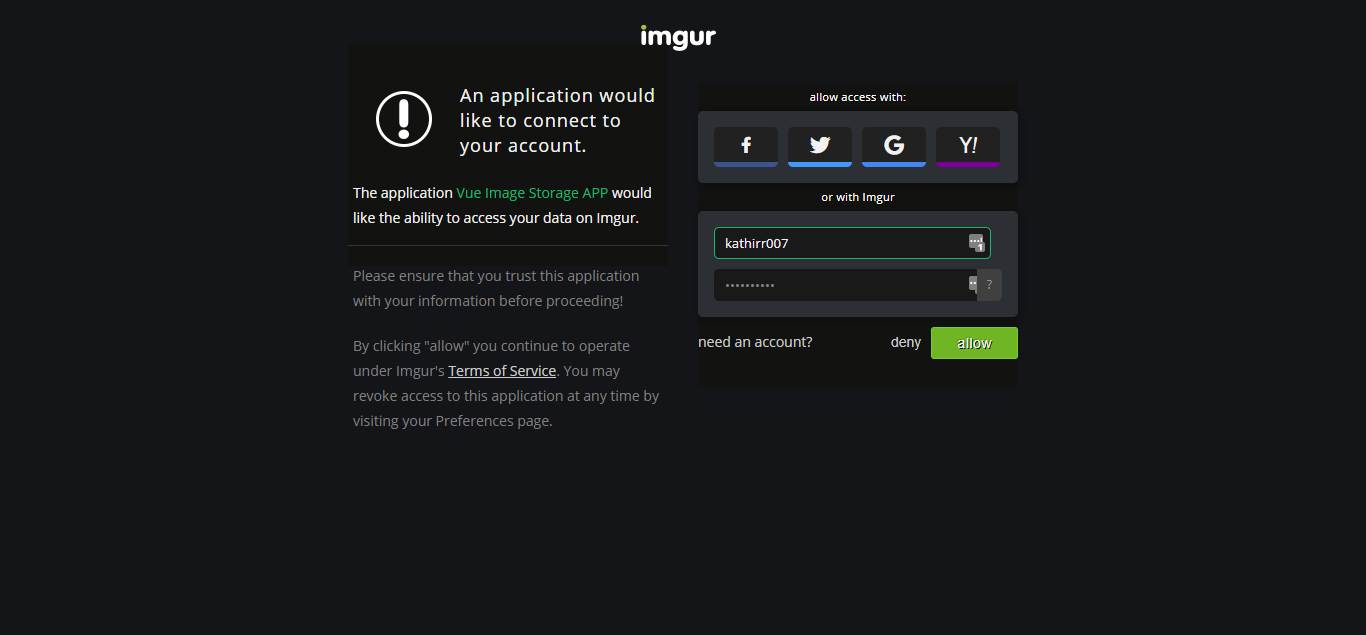 imgur
An application would
like to connect to
your account.
The application Vue Image Storage APP would
like the ability to access your data on Imgur.
Please ensure that you trust this application
with your information before proceeding!
By clicking "allow" you continue to operate
under Imgur's Terms of Service. You may
revoke access to this application at any time by
visiting your Preferences page.
allow access with:
f G Y!
or with Imgur
kathirr007
1
•••••••••• ?
need an account? deny allow